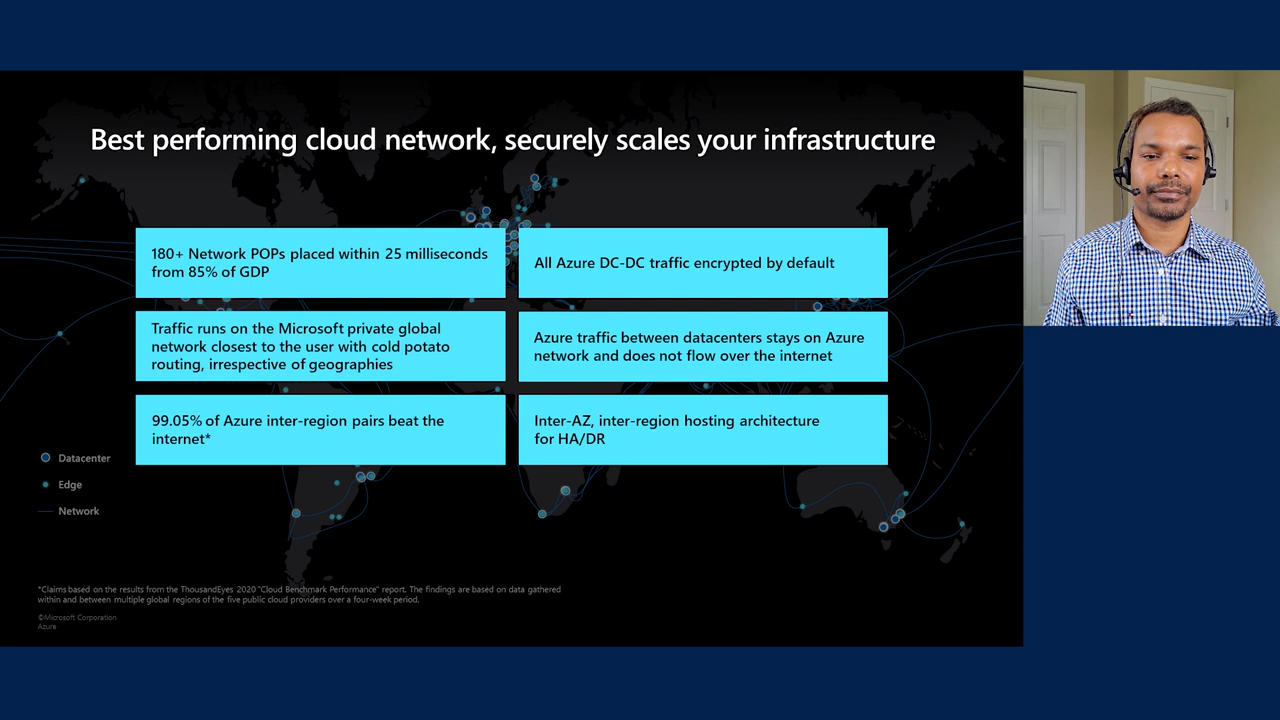 Best performing cloud network, securely scales your infrastructure
180+ Network POPs placed within 25 milliseconds
from 85% of GDP
All Azure DC-DC traffic encrypted by default
Traffic runs on the Microsoft private global
network closest to the user with cold potato
routing, irrespective of geographies
Azure traffic between datacenters stays on Azure
network and does not flow over the internet
99.05% of Azure inter-region pairs beat the
internet*
Inter-AZ, inter-region hosting architecture
for HA/DR
Datacenter
Edge
Network
*Claims based on the results from the ThousandEyes 2020 "Cloud Benchmark Performance" report. The findings are based on data gathered
within and between multiple global regions of the five public cloud providers over a four-week period.
©Microsoft Corporation
Azure